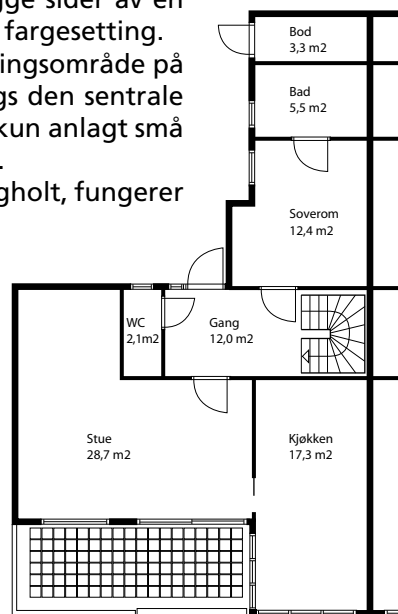 gge sider av en
fargesetting.
ingsområde på
gs den sentrale
kun anlagt små
.
gholt, fungerer
Bod
3,3 m2
Bad
5,5 m2
Soverom
12,4 m2
WC
2,1m2
Gang
12,0 m2
Stue
28,7 m2
Kjøkken
17,3 m2